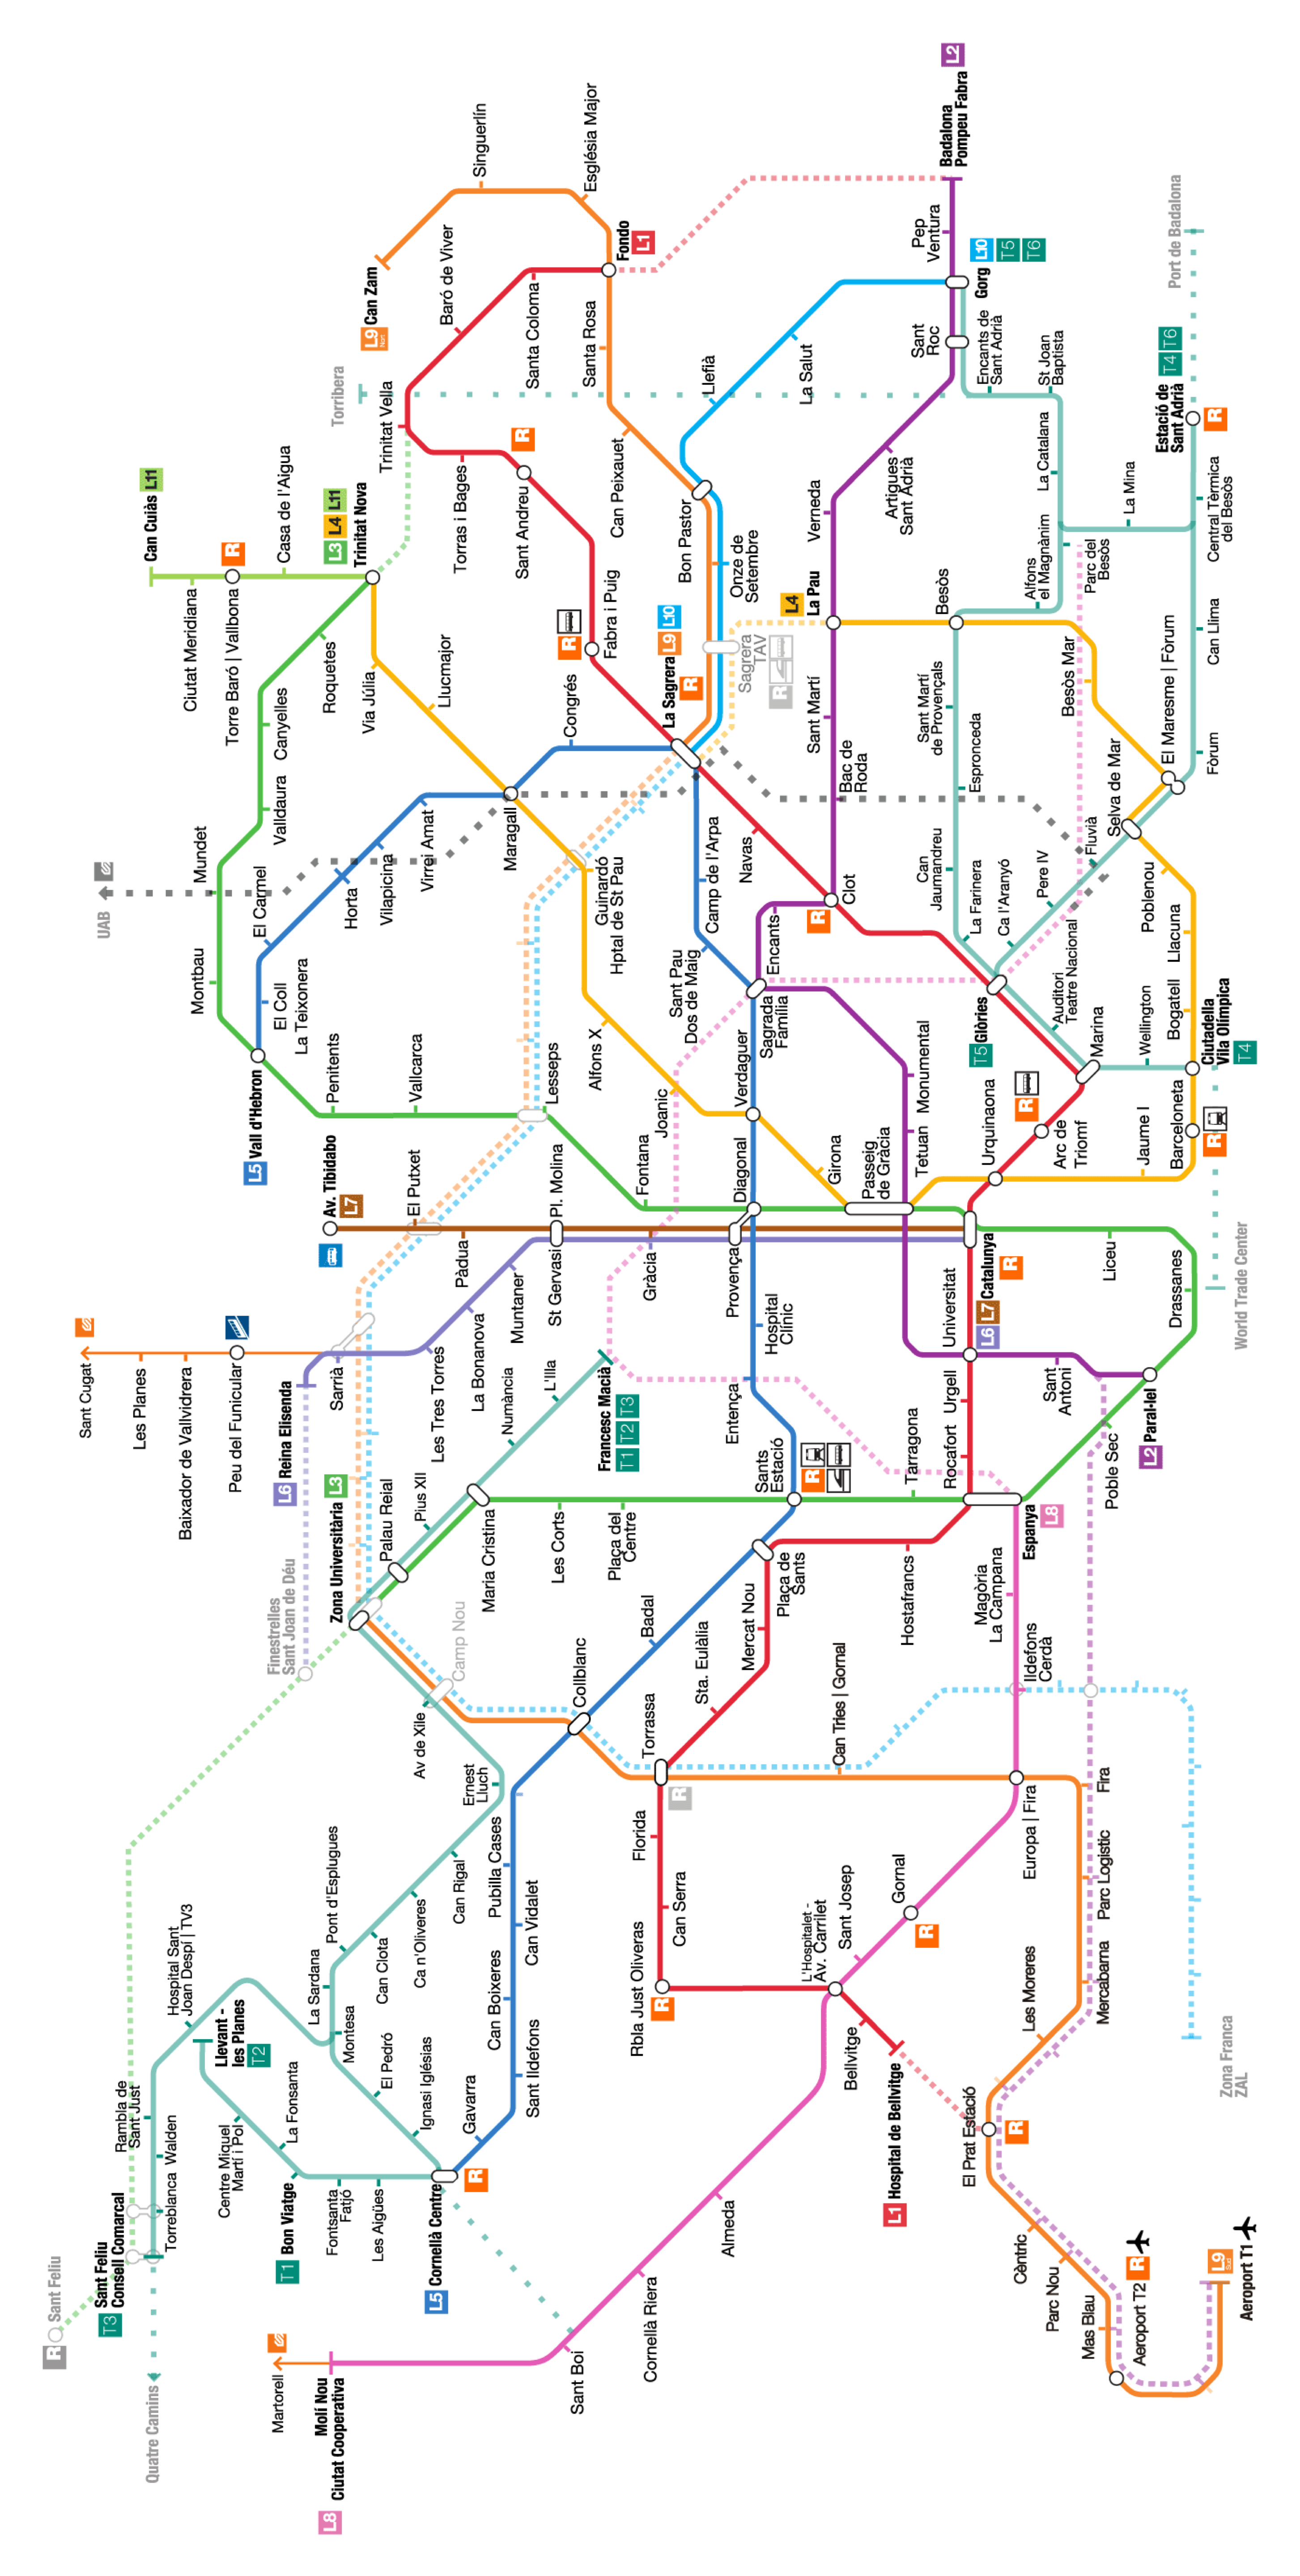 UAB
L5 Vall d'Hebron
El Coll
La Teixonera
El Carmel
Horta
Vilapicina
Virrei Amat
Maragall
Congrés
Montbau
Mundet
Valldaura
Canyelles
Roquetes
Via Júlia
Llucmajor
Penitents
Vallcarca
Lesseps
Fontana
Can Cuiàs L11
Ciutat Meridiana
Torre Baró | Vallbona
R
Casa de l'Aigua
L3 L4 L11
Trinitat Nova
Torribera
Trinitat Vella
Baró de Viver
Santa Coloma
Fondo
L1
L9 Nord
Can Zam
Singuerlín
Església Major
Santa Rosa
Can Peixauet
Bon Pastor
Onze de
Setembre
Llefià
La Salut
Torras i Bages
Sant Andreu
R
Fabra i Puig
R
La Sagrera L9 L10
R
Sagrera
TAV
R
L2
Badalona
Pompeu Fabra
Pep
Ventura
Gorg
L10
T5
T6
Sant
Roc
Encants de
Sant Adrià
St Joan
Baptista
La Catalana
La Mina
Port de Badalona
Estació de
Sant Adrià
T4 T6
R
Central Tèrmica
del Besòs
Can Llima
Fòrum
El Maresme | Fòrum
Parc del
Besòs
Alfons
el Magnànim
Besòs
Besòs Mar
Selva de Mar
Artigues
Sant Adrià
Verneda
La Pau
L4
Sant Martí
Bac de
Roda
Clot
R
Sant Martí
de Provençals
Espronceda
Can
Jaumandreu
La Farinera
Ca l'Aranyó
Pere IV
Fluvià
Poblenou
Llacuna
Bogatell
Ciutadella
Vila Olímpica
T4
Wellington
Marina
Auditori
Teatre Nacional
T5 Glòries
Navas
Camp de l'Arpa
Sant Pau
Dos de Maig
Encants
Sagrada
Família
Monumental
Tetuan
Guinardó
Hptal de St Pau
Alfons X
Joanic
Verdaguer
Girona
Diagonal
Passeig
de Gràcia
Urquinaona
Arc de
Triomf
R
Jaume I
Barceloneta
R
World Trade Center
Liceu
Drassanes
Av. Tibidabo
L7
El Putxet
Pàdua
Pl. Molina
St Gervasi
Gràcia
Provença
L6 L7 Catalunya
R
Universitat
Urgell
Rocafort
Sant
Antoni
L2 Paral·lel
Poble Sec
Espanya
L8
Tarragona
Hospital
Clínic
Entença
Sants
Estació
R
Sant Cugat
Les Planes
Baixador de Vallvidrera
Peu del Funicular
L6 Reina Elisenda
Sarrià
Les Tres Torres
La Bonanova
Muntaner
Finestrelles
Sant Joan de Déu
Zona Universitària L3
Palau Reial
Pius XII
Maria Cristina
Numància
L'Illa
Francesc Macià
T1 T2 T3
Les Corts
Plaça del
Centre
Plaça de
Sants
Badal
Mercat Nou
Sta. Eulàlia
Hostafrancs
Magòria
La Campana
Ildefons
Cerdà
Camp Nou
Collblanc
Av de Xile
Ernest
Lluch
Torrassa
R
Can Tries | Gornal
Florida
Can Serra
Rbla Just Oliveras
R
L'Hospitalet -
Av. Carrilet
Sant Josep
Gornal
R
Europa | Fira
Fira
Parc Logístic
Mercabarna
Les Moreres
El Prat Estació
R
Cèntric
Parc Nou
Mas Blau
Aeroport T2
R
L9 Sud
Aeroport T1
Zona Franca
ZAL
Bellvitge
L1 Hospital de Bellvitge
Pubilla Cases
Can Vidalet
Can Boixeres
Sant Ildefons
Gavarra
L5 Cornellà Centre
R
Can Rigal
Ca n'Oliveres
Can Clota
Pont d'Esplugues
La Sardana
Montesa
El Pedró
Ignasi Iglésias
Hospital Sant
Joan Despí | TV3
Llevant -
les Planes
T2
La Fonsanta
Centre Miquel
Martí i Pol
T1 Bon Viatge
Fontsanta
Fatjó
Les Aigües
Rambla de
Sant Just
Walden
Torreblanca
T3
Sant Feliu
Consell Comarcal
R Sant Feliu
Quatre Camins
Martorell
L8
Molí Nou
Ciutat Cooperativa
Sant Boi
Cornellà Riera
Almeda